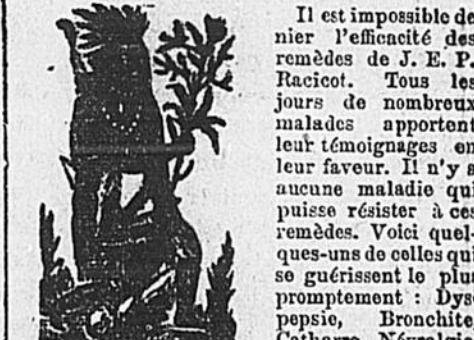 Il est impossible de
nier l'efficacité des
remèdes de J. E. P.
Racicot. Tous les
jours de nombreux
malades apportent
leur témoignages en
leur faveur. Il n'y a
aucune maladie qui
puisse résister à ces
remèdes. Voici quel-
ques-uns de celles qui
se guérissent le plus
promptement : Dys-
pepsie, Bronchite,
Catharre, Névralgie